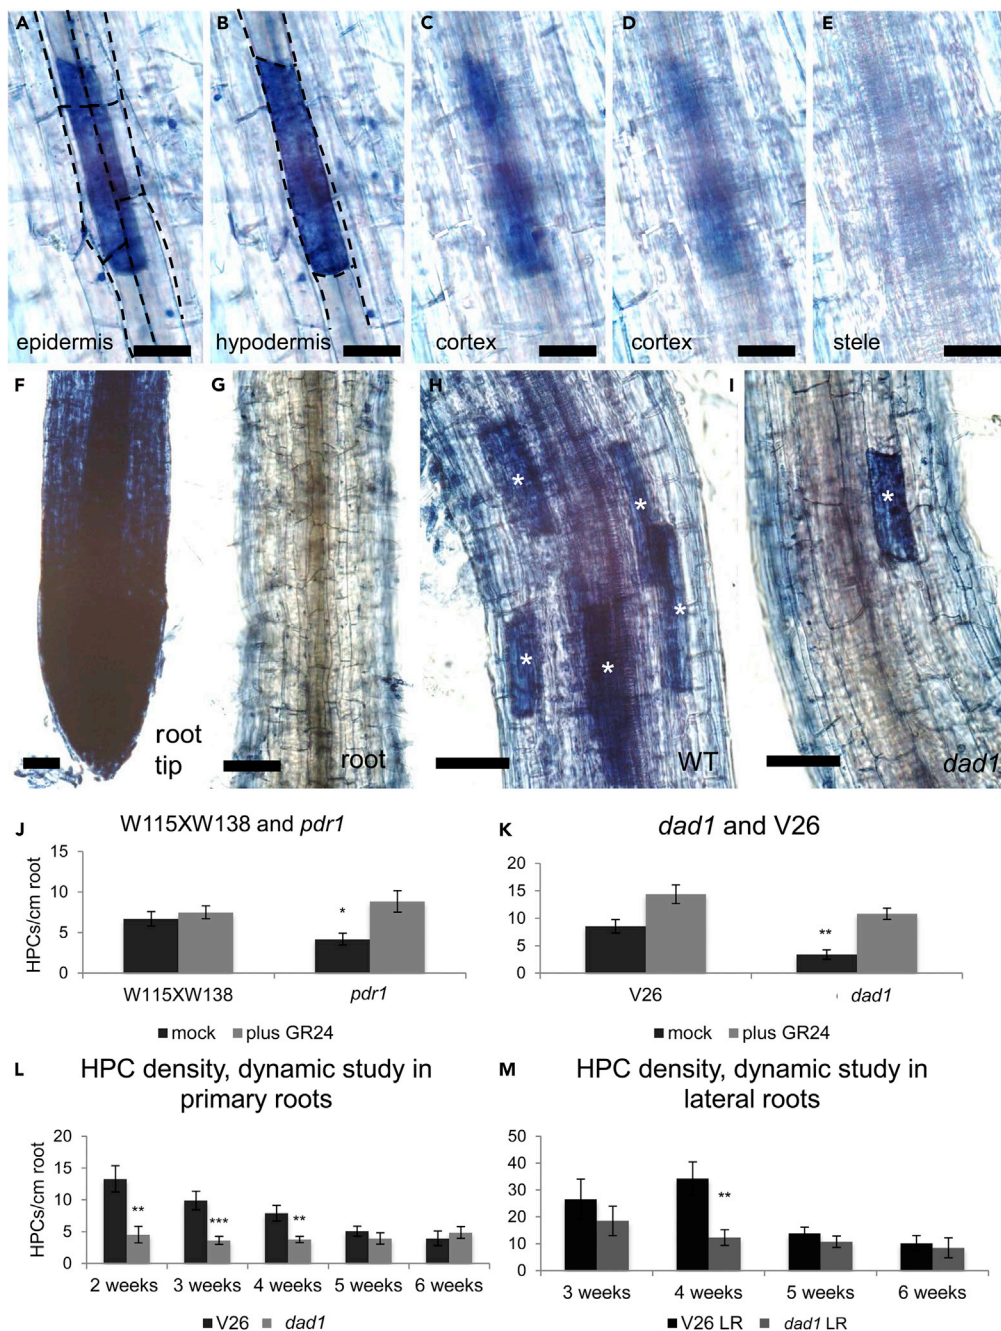 A B C D E
epidermis hypodermis cortex cortex stele
F G H I
* * * * * *
root tip root WT dad1
J W115XW138 and pdr1
15
10
5
0
HPCs/cm root
*
W115XW138 pdr1
mock plus GR24
K dad1 and V26
20
15
10
5
0
**
V26 dad1
mock plus GR24
L HPC density, dynamic study in
primary roots
20
15
10
5
0
HPCs/cm root
** *** **
2 weeks 3 weeks 4 weeks 5 weeks 6 weeks
V26 dad1
M HPC density, dynamic study in
lateral roots
50
40
30
20
10
0
**
3 weeks 4 weeks 5 weeks 6 weeks
V26 LR dad1 LR